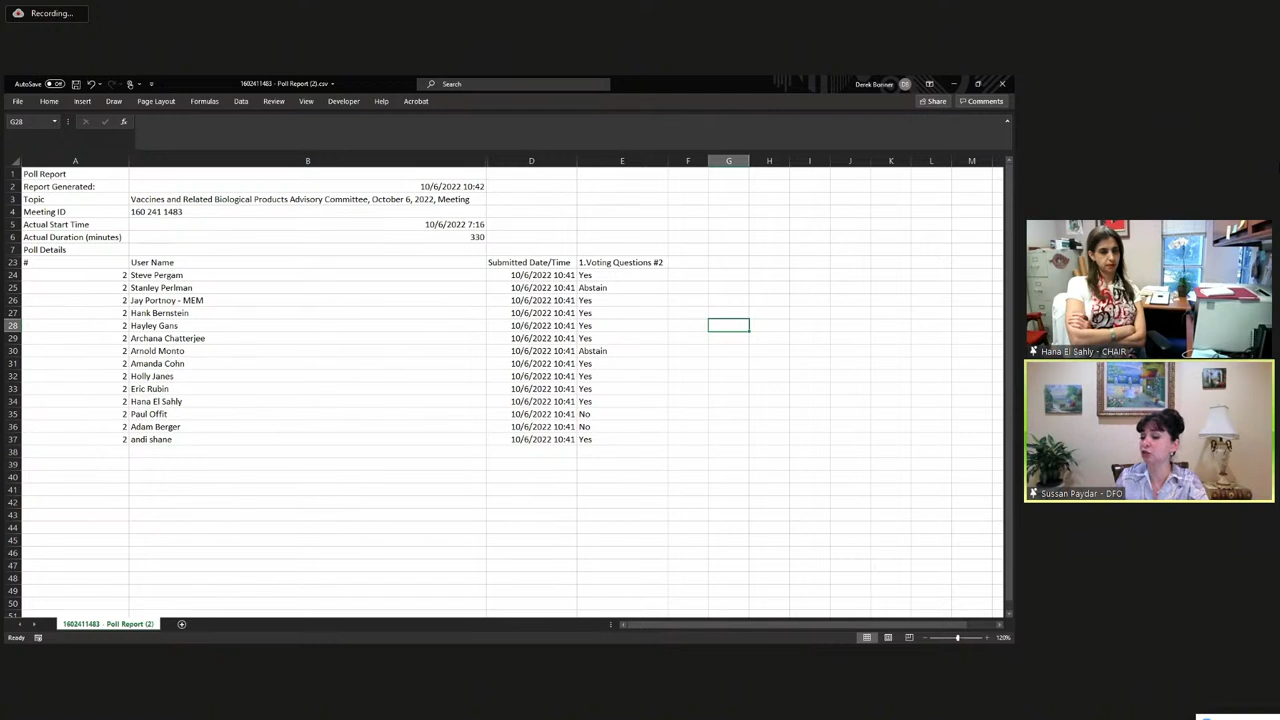 Recording...
AutoSave Off 1602411483 - Poll Report (2).csv Search Derek Bonner DB
File Home Insert Draw Page Layout Formulas Data Review View Developer Help Acrobat Share Comments
G28 fx
A B D E F G H I J K L M
1 Poll Report
2 Report Generated: 10/6/2022 10:42
3 Topic Vaccines and Related Biological Products Advisory Committee, October 6, 2022, Meeting
4 Meeting ID 160 241 1483
5 Actual Start Time 10/6/2022 7:16
6 Actual Duration (minutes) 330
7 Poll Details
23 # User Name Submitted Date/Time 1.Voting Questions #2
24 2 Steve Pergam 10/6/2022 10:41 Yes
25 2 Stanley Perlman 10/6/2022 10:41 Abstain
26 2 Jay Portnoy - MEM 10/6/2022 10:41 Yes
27 2 Hank Bernstein 10/6/2022 10:41 Yes
28 2 Hayley Gans 10/6/2022 10:41 Yes
29 2 Archana Chatterjee 10/6/2022 10:41 Yes
30 2 Arnold Monto 10/6/2022 10:41 Abstain
31 2 Amanda Cohn 10/6/2022 10:41 Yes
32 2 Holly Janes 10/6/2022 10:41 Yes
33 2 Eric Rubin 10/6/2022 10:41 Yes
34 2 Hana El Sahly 10/6/2022 10:41 Yes
35 2 Paul Offit 10/6/2022 10:41 No
36 2 Adam Berger 10/6/2022 10:41 No
37 2 andi shane 10/6/2022 10:41 Yes
38
39
40
41
42
43
44
45
46
47
48
49
50
51
Hana El Sahly - CHAIR
Sussan Paydar - DFO
1602411483 - Poll Report (2)
Ready 120%